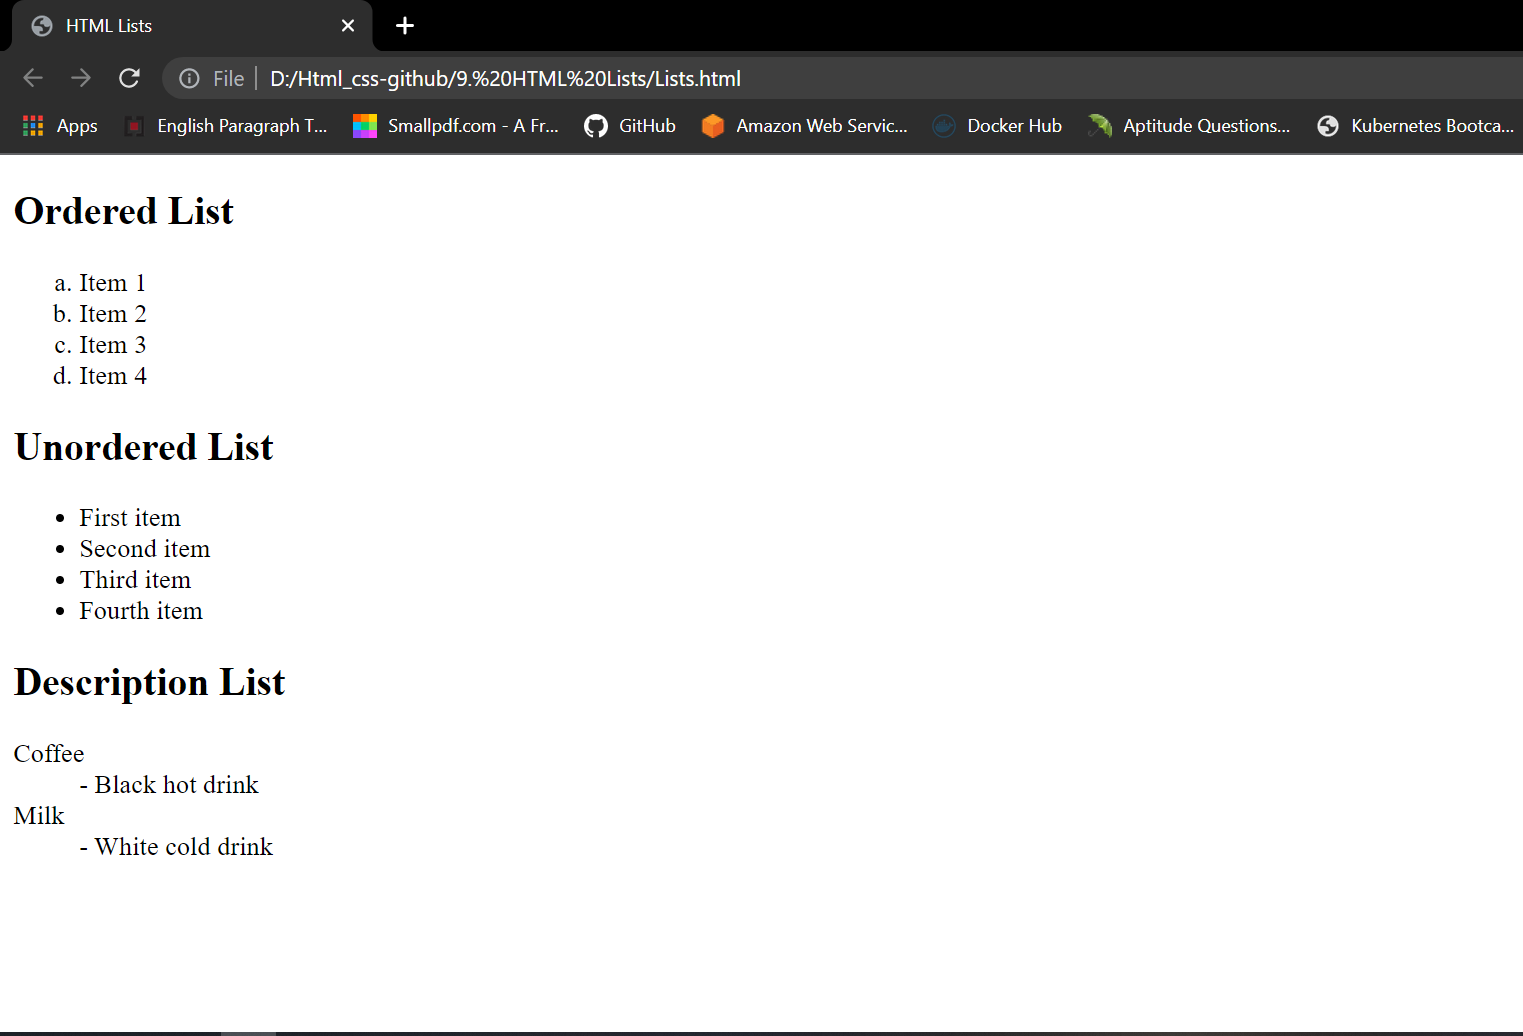 HTML Lists
File D:/Html_css-github/9.%20HTML%20Lists/Lists.html
Apps English Paragraph T... Smallpdf.com - A Fr... GitHub Amazon Web Servic... Docker Hub Aptitude Questions... Kubernetes Bootca...
Ordered List
a. Item 1
b. Item 2
c. Item 3
d. Item 4
Unordered List
• First item
• Second item
• Third item
• Fourth item
Description List
Coffee
- Black hot drink
Milk
- White cold drink